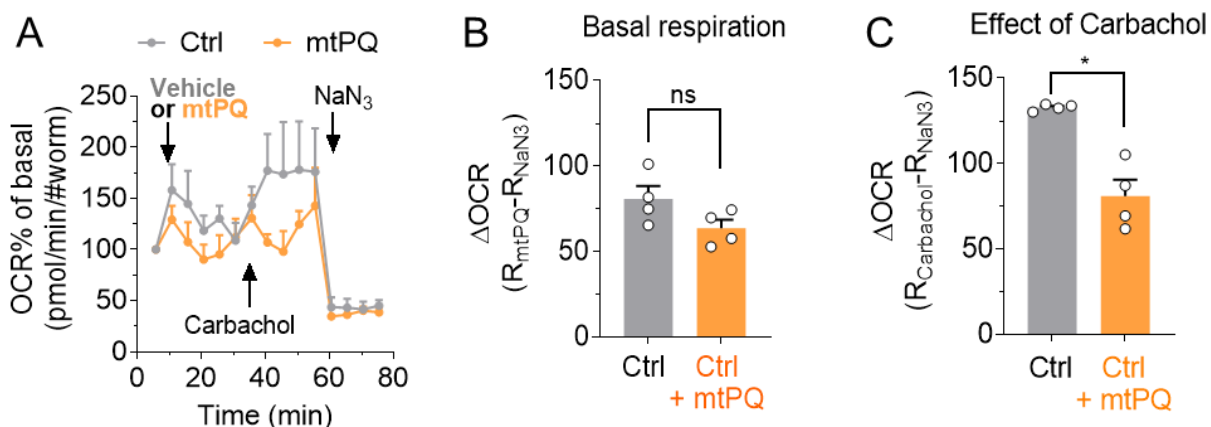 A
Ctrl mtPQ
Vehicle
or mtPQ
NaN3
Carbachol
OCR% of basal
(pmol/min/#worm)
250
200
150
100
50
0
0 20 40 60 80
Time (min)
B
Basal respiration
ns
ΔOCR
(RmtPQ-RNaN3)
150
100
50
0
Ctrl Ctrl
+ mtPQ
C
Effect of Carbachol
*
ΔOCR
(RCarbachol-RNaN3)
150
100
50
0
Ctrl Ctrl
+ mtPQ